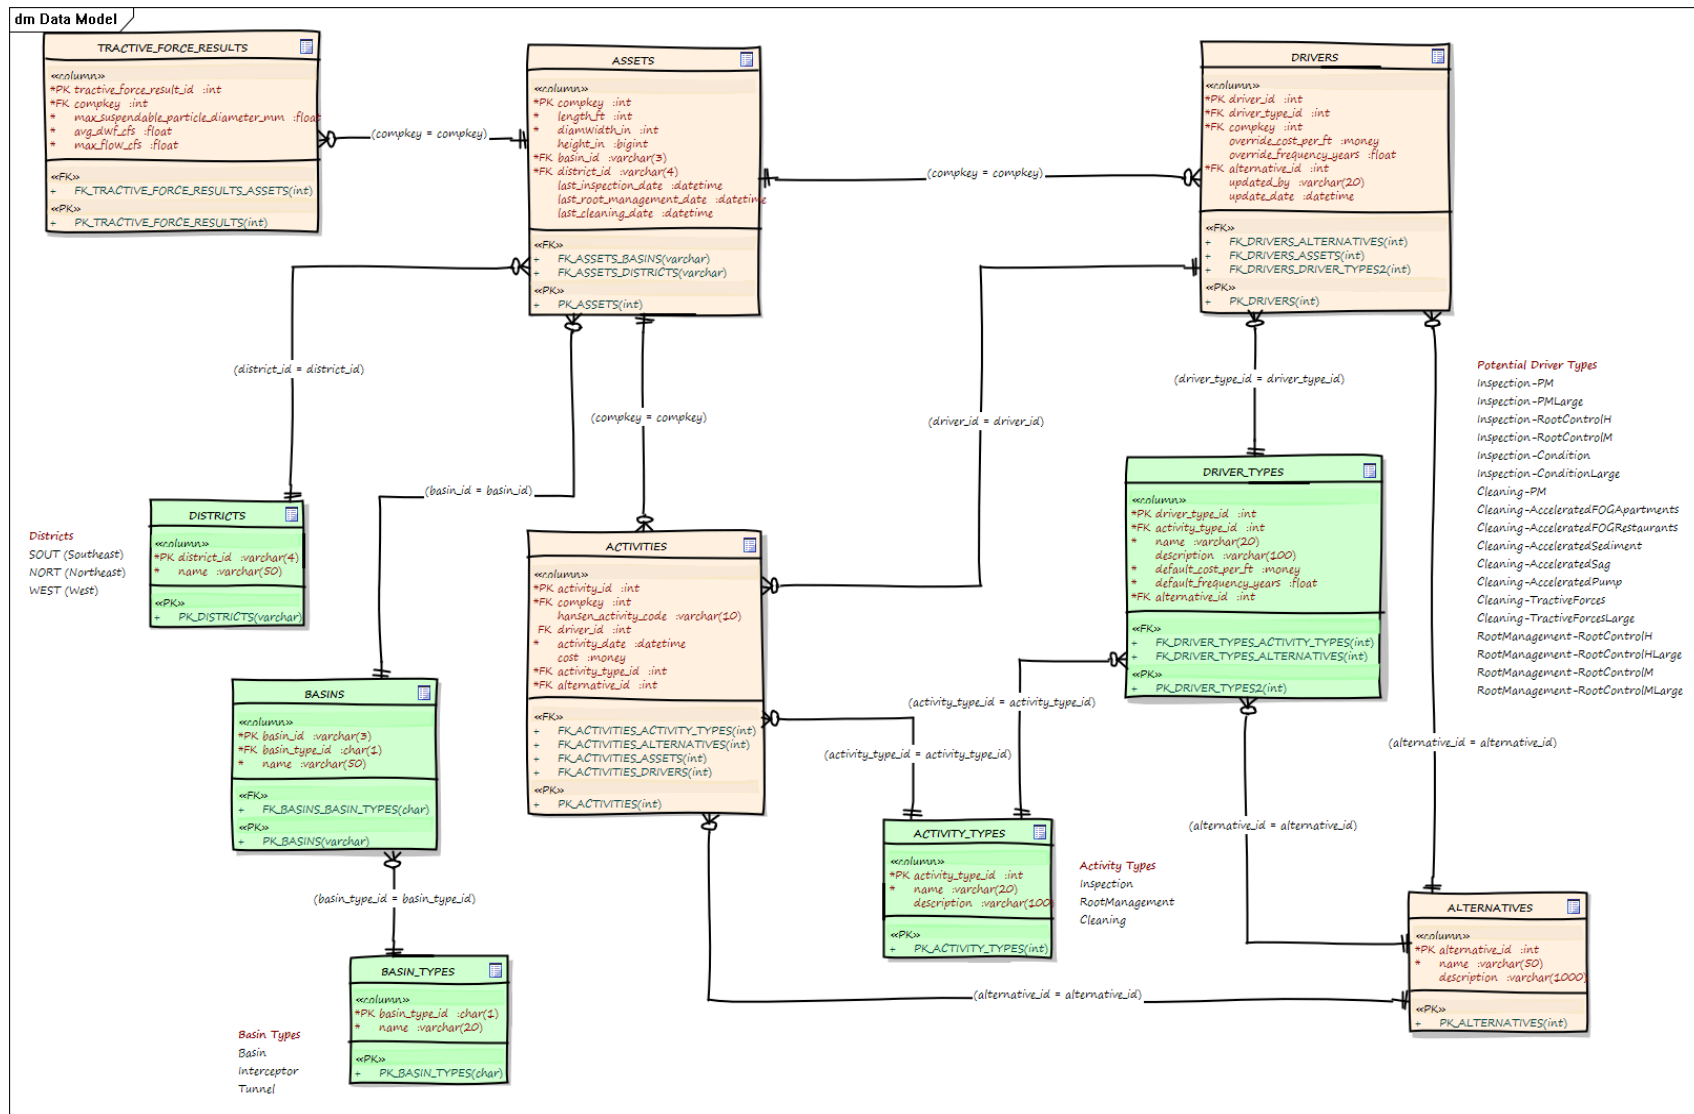 dm Data Model
TRACTIVE_FORCE_RESULTS
«column»
*PK tractive_force_result_id :int
*FK compkey :int
* max_suspendable_particle_diameter_mm :float
* avg_dwf_cfs :float
* max_flow_cfs :float
«FK»
+ FK_TRACTIVE_FORCE_RESULTS_ASSETS(int)
«PK»
+ PK_TRACTIVE_FORCE_RESULTS(int)
(compkey = compkey)
ASSETS
«column»
*PK compkey :int
* length_ft :int
* diamwidth_in :int
height_in :bigint
*FK basin_id :varchar(3)
*FK district_id :varchar(4)
last_inspection_date :datetime
last_root_management_date :datetime
last_cleaning_date :datetime
«FK»
+ FK_ASSETS_BASINS(varchar)
+ FK_ASSETS_DISTRICTS(varchar)
«PK»
+ PK_ASSETS(int)
(compkey = compkey)
DRIVERS
«column»
*PK driver_id :int
*FK driver_type_id :int
*FK compkey :int
override_cost_per_ft :money
override_frequency_years :float
*FK alternative_id :int
updated_by :varchar(20)
update_date :datetime
«FK»
+ FK_DRIVERS_ALTERNATIVES(int)
+ FK_DRIVERS_ASSETS(int)
+ FK_DRIVERS_DRIVER_TYPES2(int)
«PK»
+ PK_DRIVERS(int)
(district_id = district_id)
(compkey = compkey)
(driver_id = driver_id)
(driver_type_id = driver_type_id)
Potential Driver Types
Inspection-PM
Inspection-PMLarge
Inspection-RootControlH
Inspection-RootControlM
Inspection-Condition
Inspection-ConditionLarge
Cleaning-PM
Cleaning-AcceleratedFOGApartments
Cleaning-AcceleratedFOGRestaurants
Cleaning-AcceleratedSediment
Cleaning-AcceleratedSag
Cleaning-AcceleratedPump
Cleaning-TractiveForces
Cleaning-TractiveForcesLarge
RootManagement-RootControlH
RootManagement-RootControlHLarge
RootManagement-RootControlM
RootManagement-RootControlMLarge
(basin_id = basin_id)
Districts
SOUT (Southeast)
NORT (Northeast)
WEST (West)
DISTRICTS
«column»
*PK district_id :varchar(4)
* name :varchar(50)
«PK»
+ PK_DISTRICTS(varchar)
ACTIVITIES
«column»
*PK activity_id :int
*FK compkey :int
hansen_activity_code :varchar(10)
FK driver_id :int
* activity_date :datetime
cost :money
*FK activity_type_id :int
*FK alternative_id :int
«FK»
+ FK_ACTIVITIES_ACTIVITY_TYPES(int)
+ FK_ACTIVITIES_ALTERNATIVES(int)
+ FK_ACTIVITIES_ASSETS(int)
+ FK_ACTIVITIES_DRIVERS(int)
«PK»
+ PK_ACTIVITIES(int)
DRIVER_TYPES
«column»
*PK driver_type_id :int
*FK activity_type_id :int
* name :varchar(20)
description :varchar(100)
* default_cost_per_ft :money
* default_frequency_years :float
*FK alternative_id :int
«FK»
+ FK_DRIVER_TYPES_ACTIVITY_TYPES(int)
+ FK_DRIVER_TYPES_ALTERNATIVES(int)
«PK»
+ PK_DRIVER_TYPES2(int)
BASINS
«column»
*PK basin_id :varchar(3)
*FK basin_type_id :char(1)
* name :varchar(50)
«FK»
+ FK_BASINS_BASIN_TYPES(char)
«PK»
+ PK_BASINS(varchar)
(activity_type_id = activity_type_id)
(activity_type_id = activity_type_id)
(alternative_id = alternative_id)
(alternative_id = alternative_id)
ACTIVITY_TYPES
«column»
*PK activity_type_id :int
* name :varchar(20)
description :varchar(100)
«PK»
+ PK_ACTIVITY_TYPES(int)
Activity Types
Inspection
RootManagement
Cleaning
(basin_type_id = basin_type_id)
ALTERNATIVES
«column»
*PK alternative_id :int
* name :varchar(50)
description :varchar(1000)
«PK»
+ PK_ALTERNATIVES(int)
(alternative_id = alternative_id)
BASIN_TYPES
«column»
*PK basin_type_id :char(1)
* name :varchar(20)
«PK»
+ PK_BASIN_TYPES(char)
Basin Types
Basin
Interceptor
Tunnel